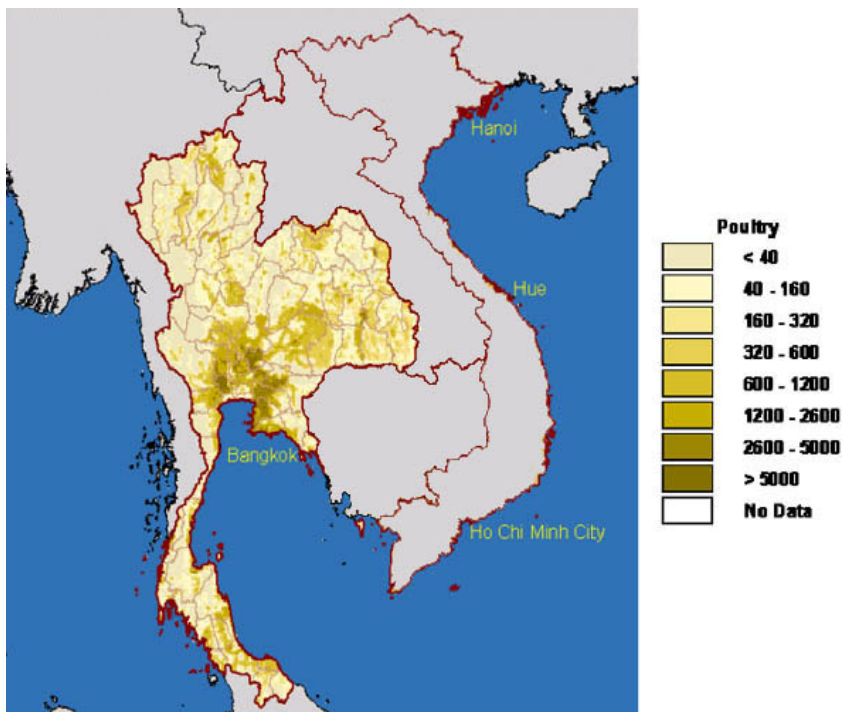 Hanoi
Hue
Bangkok
Ho Chi Minh City
Poultry
< 40
40 - 160
160 - 320
320 - 600
600 - 1200
1200 - 2600
2600 - 5000
> 5000
No Data